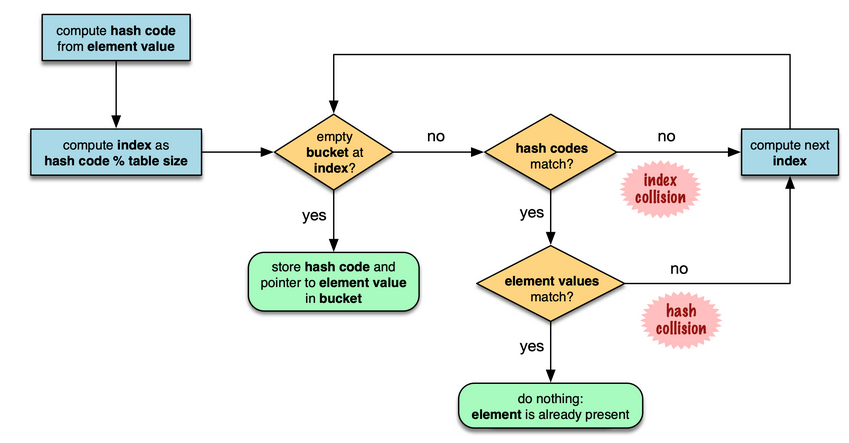 compute hash code
from element value
compute index as
hash code % table size
empty
bucket at
index?
no
hash codes
match?
no
index
collision
compute next
index
yes
yes
store hash code and
pointer to element value
in bucket
element values
match?
no
hash
collision
yes
do nothing:
element is already present